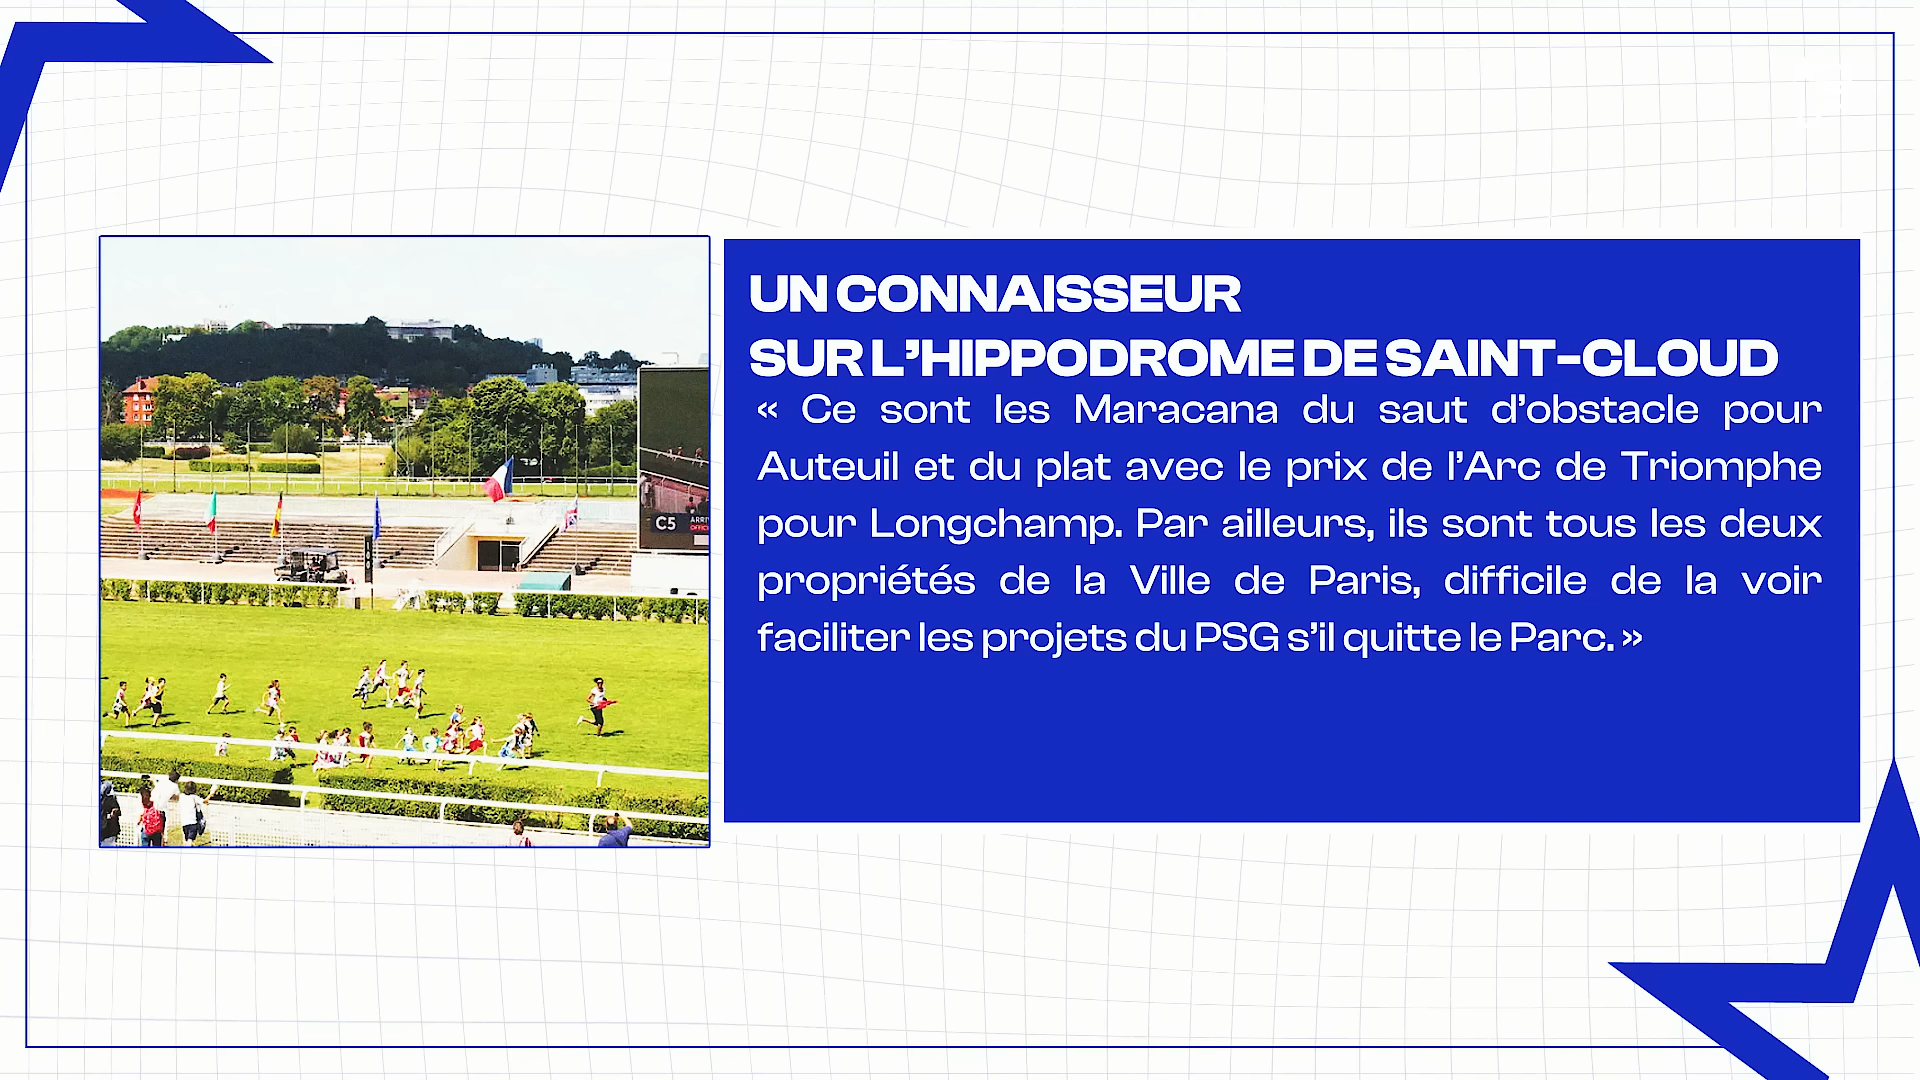 UN CONNAISSEUR
SUR L’HIPPODROME DE SAINT-CLOUD
« Ce sont les Maracana du saut d’obstacle pour
Auteuil et du plat avec le prix de l’Arc de Triomphe
pour Longchamp. Par ailleurs, ils sont tous les deux
propriétés de la Ville de Paris, difficile de la voir
faciliter les projets du PSG s’il quitte le Parc. »
C5